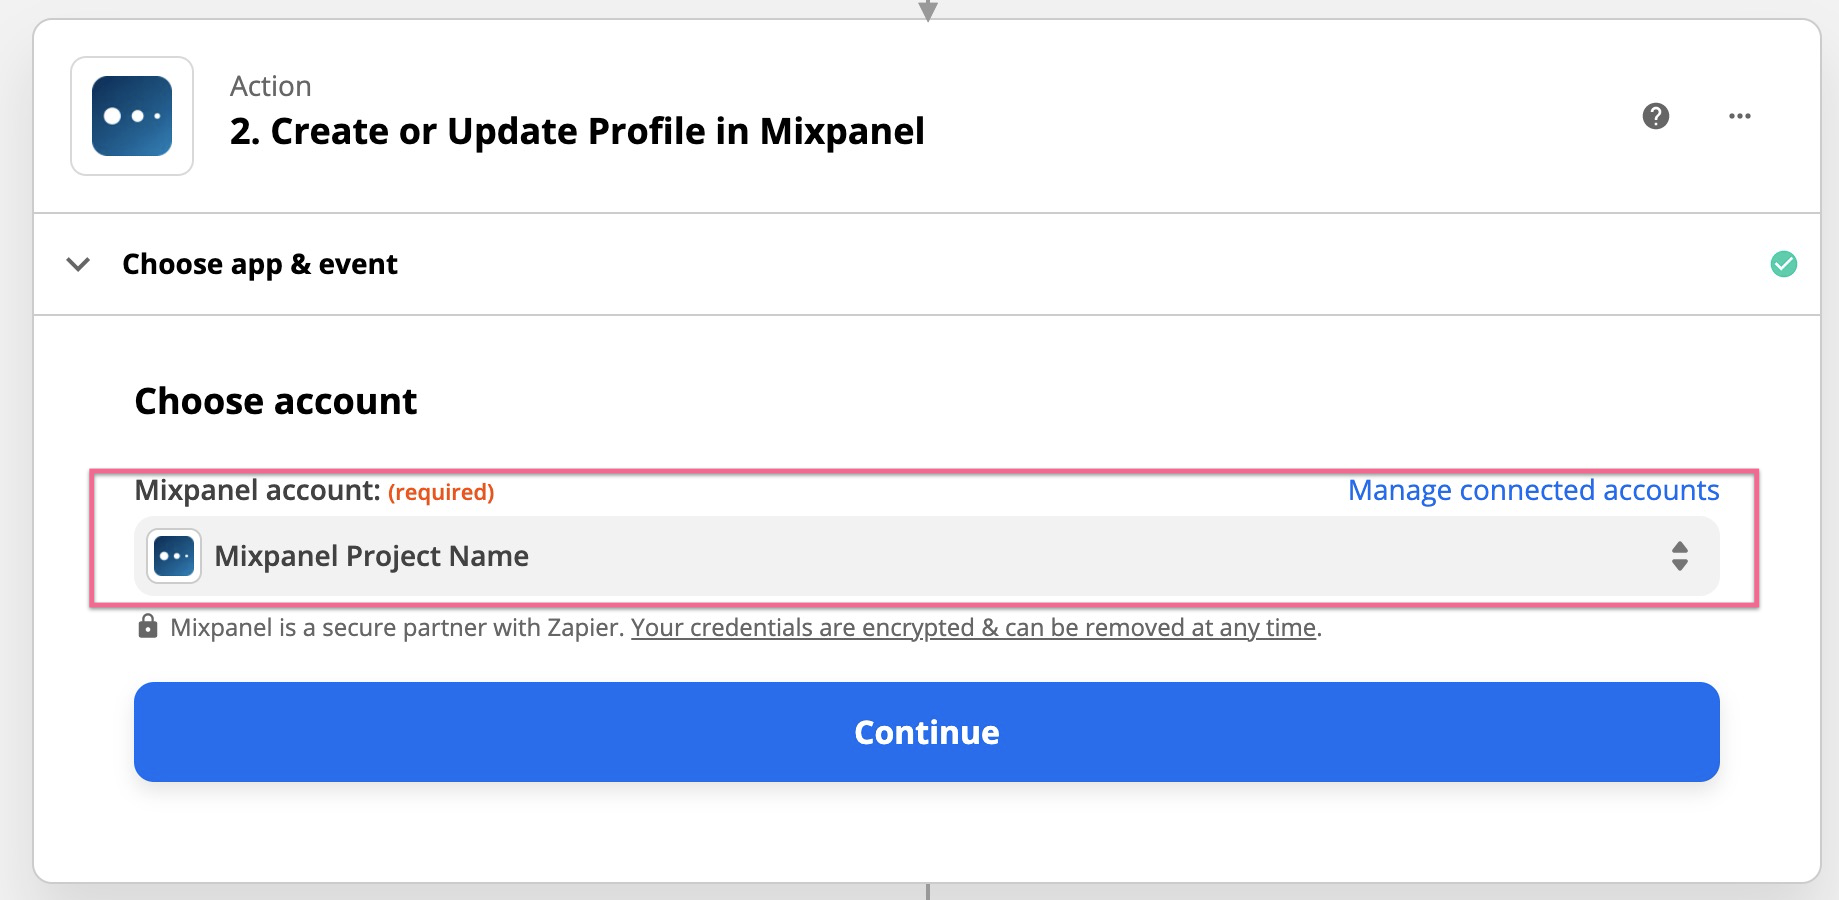 Action
2. Create or Update Profile in Mixpanel
Choose app & event
Choose account
Mixpanel account: (required)
Manage connected accounts
Mixpanel Project Name
Mixpanel is a secure partner with Zapier. Your credentials are encrypted & can be removed at any time.
Continue